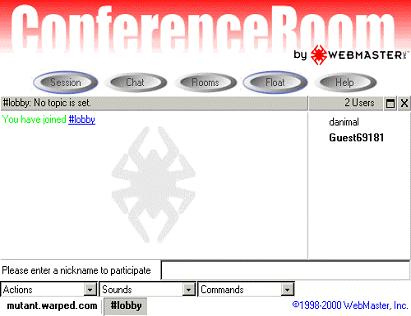 ConferenceRoom
by WEBMASTER INC
Session Chat Rooms Float Help
#lobby: No topic is set. 2 Users
You have joined #lobby
danimal
Guest69181
Please enter a nickname to participate
Actions Sounds Commands
mutant.warped.com #lobby ©1998-2000 WebMaster, Inc.